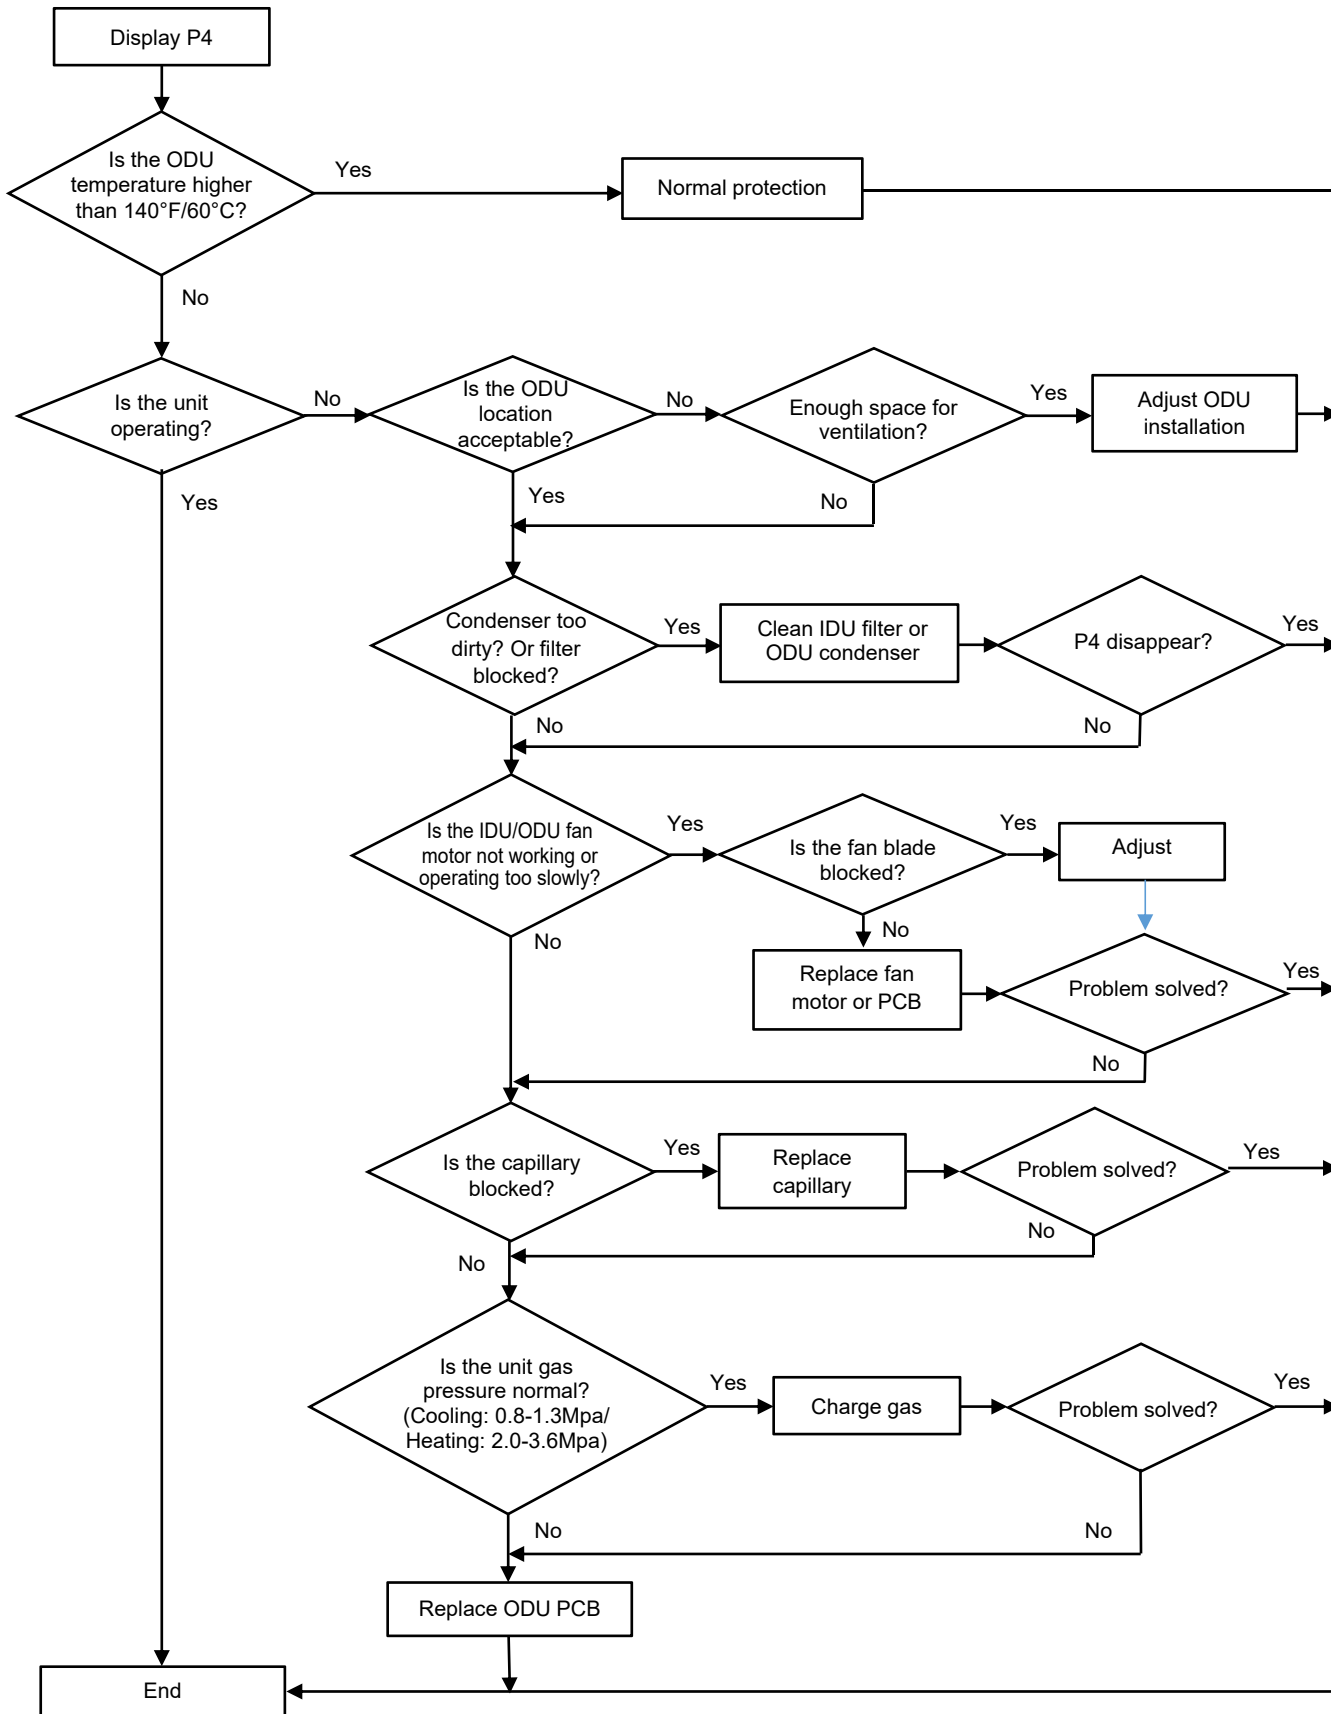 Display P4
Is the ODU
temperature higher
than 140°F/60°C?
Yes
Normal protection
No
Is the unit
operating?
No
Is the ODU
location
acceptable?
No
Enough space for
ventilation?
Yes
Adjust ODU
installation
Yes
Yes
No
Condenser too
dirty? Or filter
blocked?
Yes
Clean IDU filter or
ODU condenser
P4 disappear?
Yes
No
No
Is the IDU/ODU fan
motor not working or
operating too slowly?
Yes
Is the fan blade
blocked?
Yes
Adjust
No
No
Replace fan
motor or PCB
Problem solved?
Yes
No
Is the capillary
blocked?
Yes
Replace
capillary
Problem solved?
Yes
No
No
Is the unit gas
pressure normal?
(Cooling: 0.8-1.3Mpa/
Heating: 2.0-3.6Mpa)
Yes
Charge gas
Problem solved?
Yes
No
No
Replace ODU PCB
End